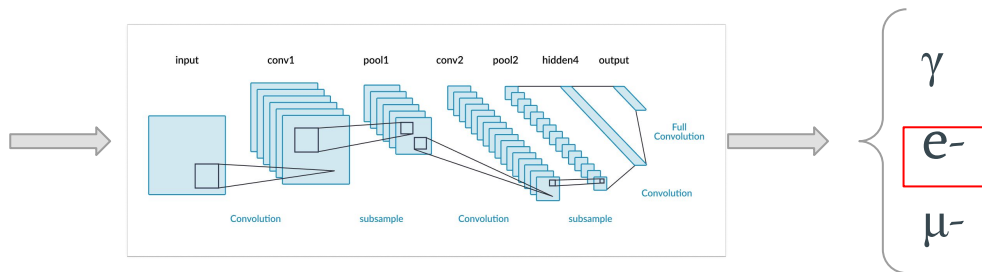 input conv1 pool1 conv2 pool2 hidden4 output
Full
Convolution
Convolution
Convolution subsample Convolution subsample
γ
e-
μ-